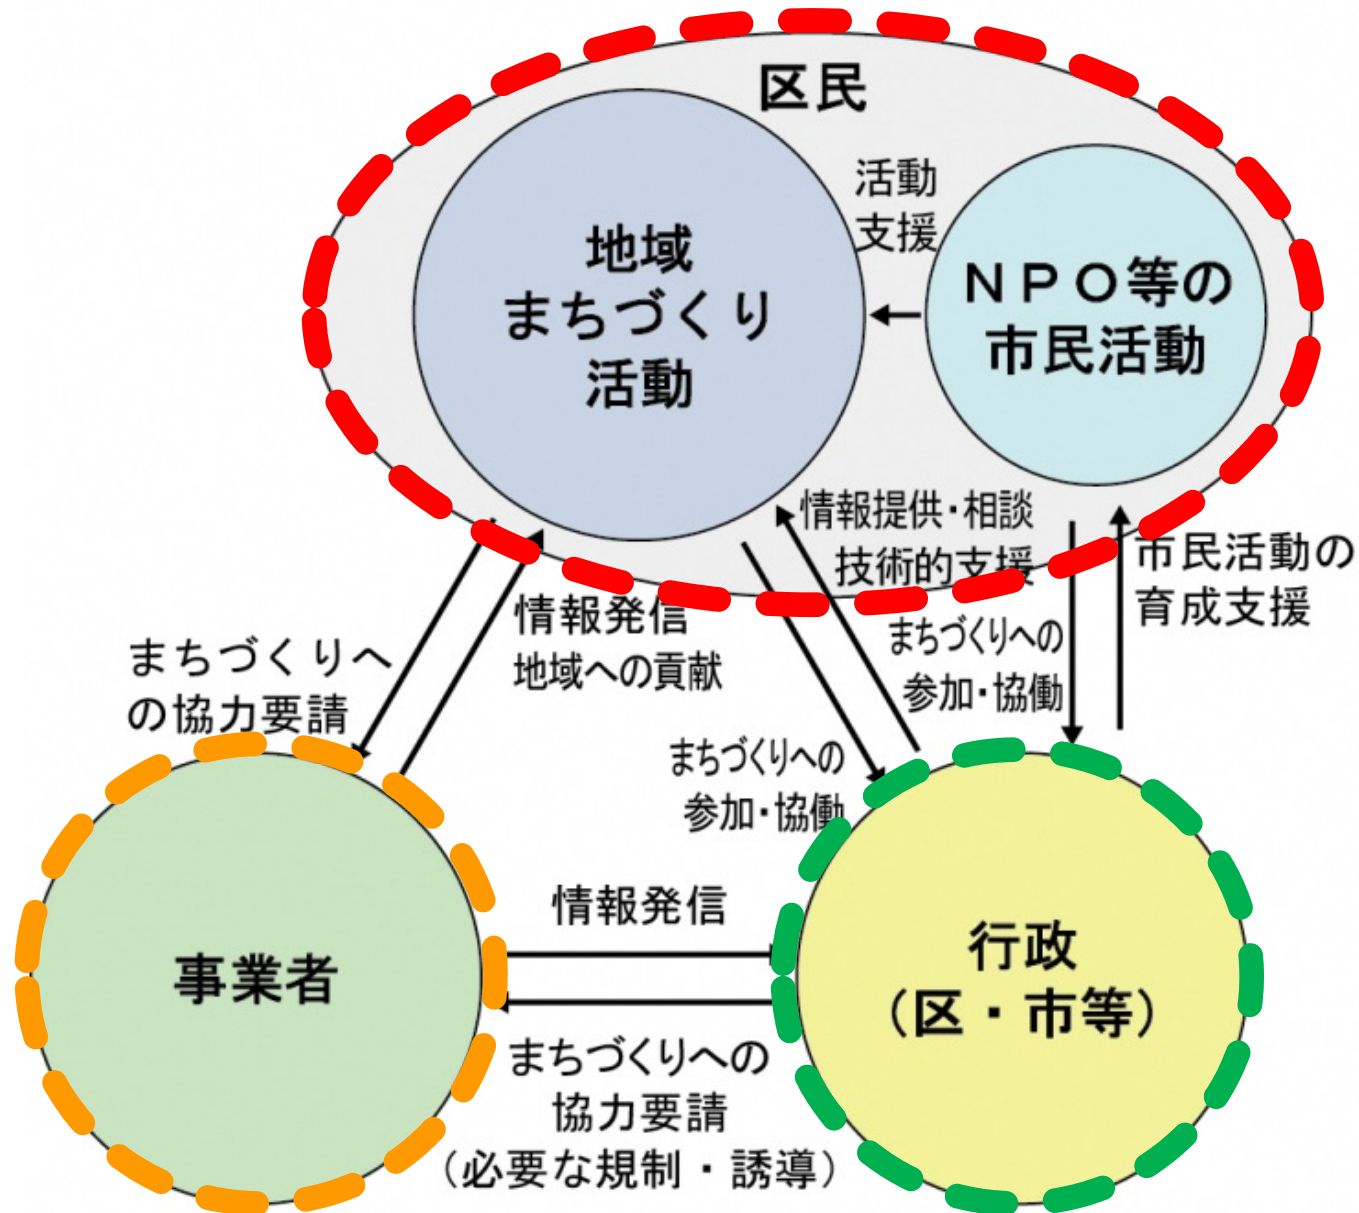 区民
活動
支援
地域
まちづくり
活動
ＮＰＯ等の
市民活動
情報提供・相談
技術的支援
市民活動の
育成支援
情報発信
地域への貢献
まちづくりへ
の協力要請
まちづくりへの
参加・協働
まちづくりへの
参加・協働
情報発信
事業者
行政
（区・市等）
まちづくりへの
協力要請
（必要な規制・誘導）